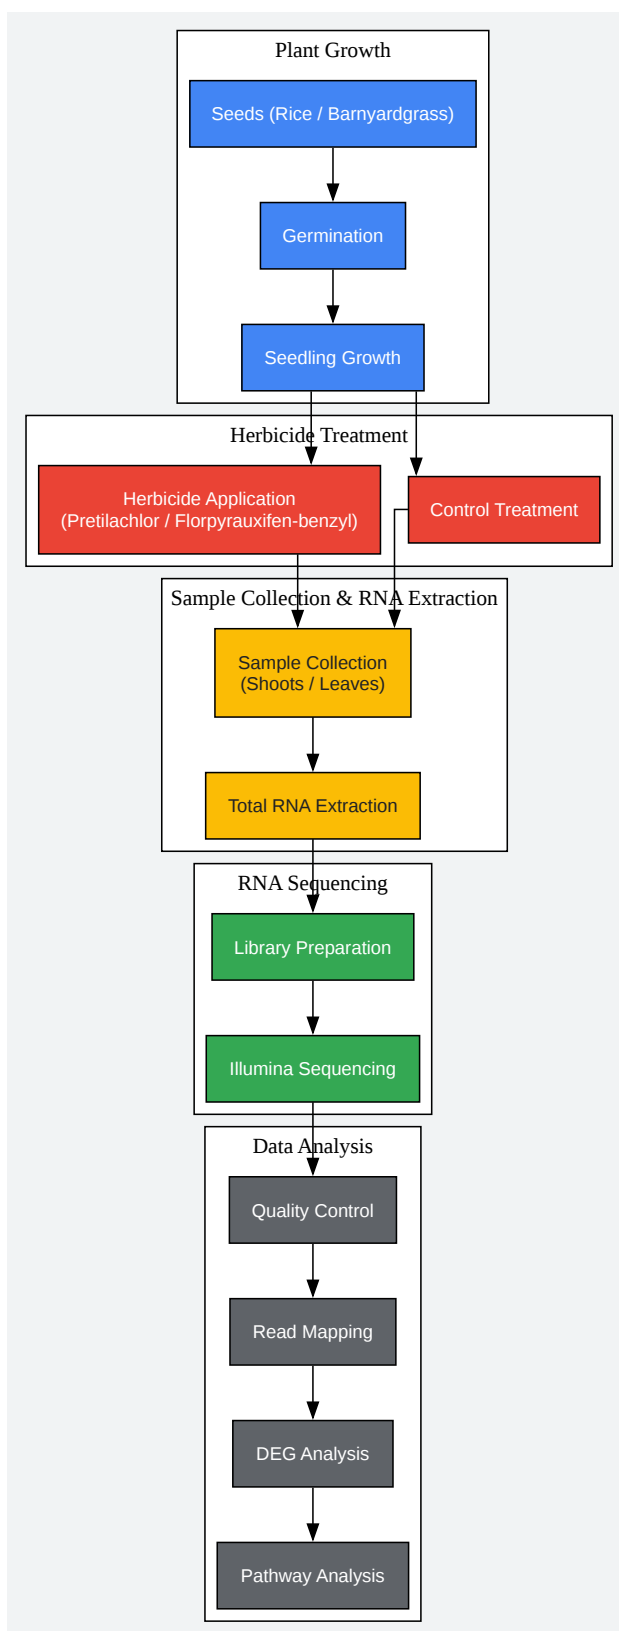 Plant Growth
Seeds (Rice / Barnyardgrass)
Germination
Seedling Growth
Herbicide Treatment
Herbicide Application
(Pretilachlor / Florpyrauxifen-benzyl)
Control Treatment
Sample Collection & RNA Extraction
Sample Collection
(Shoots / Leaves)
Total RNA Extraction
RNA Sequencing
Library Preparation
Illumina Sequencing
Data Analysis
Quality Control
Read Mapping
DEG Analysis
Pathway Analysis